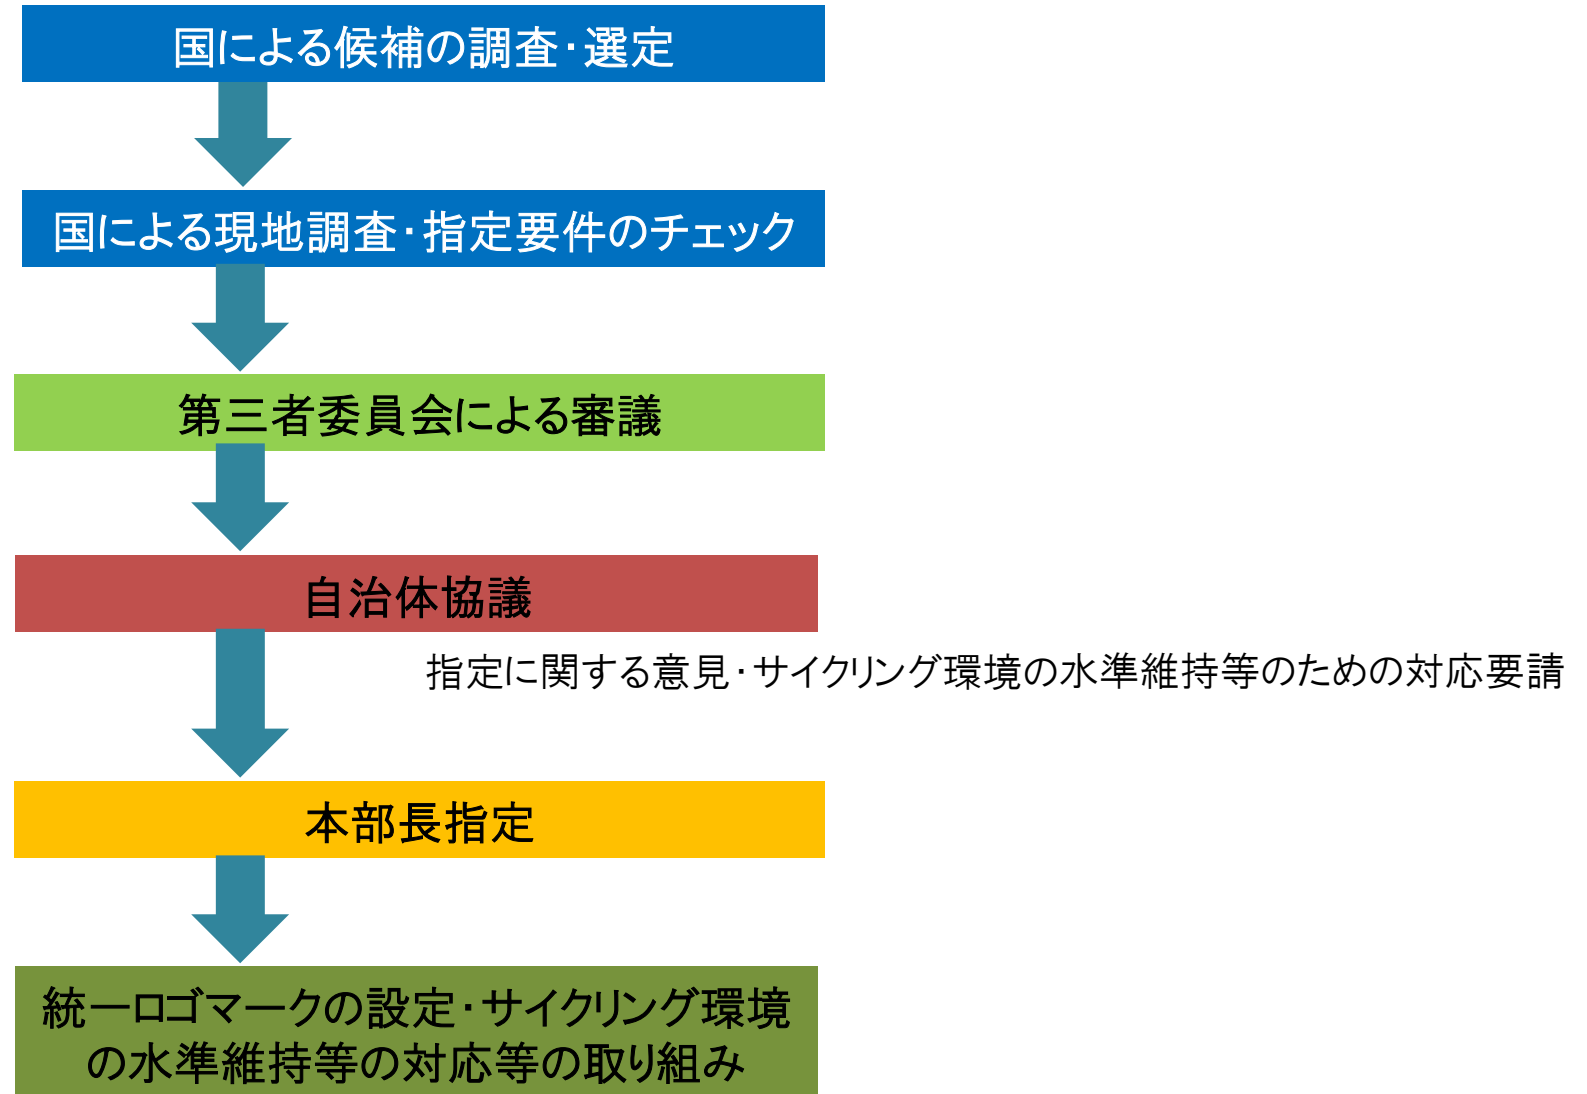 国による候補の調査･選定
国による現地調査･指定要件のチェック
第三者委員会による審議
自治体協議
指定に関する意見･サイクリング環境の水準維持等のための対応要請
本部長指定
統一ロゴマークの設定･サイクリング環境
の水準維持等の対応等の取り組み